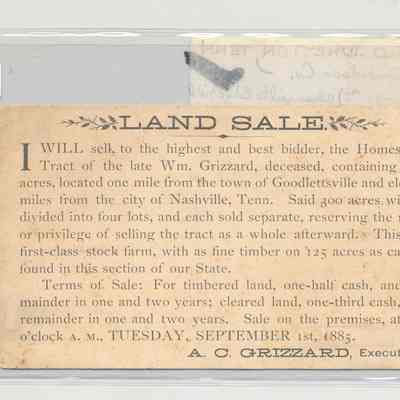 LAND SALE.
I WILL sell, to the highest and best bidder, the Homes
Tract of the late Wm. Grizzard, deceased, containing
acres, located one mile from the town of Goodlettsville and el
miles from the city of Nashville, Tenn. Said 400 acres wi
divided into four lots, and each sold separate, reserving the
or privilege of selling the tract as a whole afterward. This
first-class stock farm, with as fine timber on 125 acres as ca
found in this section of our State.
Terms of Sale: For timbered land, one-half cash, and
mainder in one and two years; cleared land, one-third cash,
remainder in one and two years. Sale on the premises, at
o'clock A. M., TUESDAY, SEPTEMBER 1st, 1885.
A. C. GRIZZARD, Execut